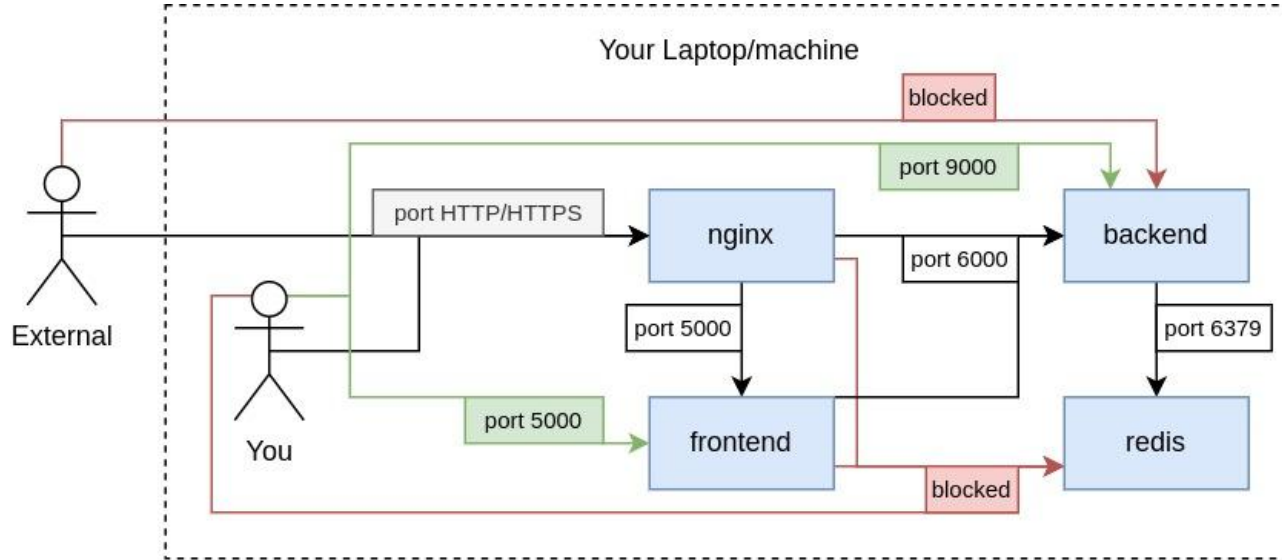 Your Laptop/machine
blocked
port 9000
port HTTP/HTTPS
nginx
backend
port 6000
External
port 5000
port 6379
port 5000
frontend
redis
You
blocked